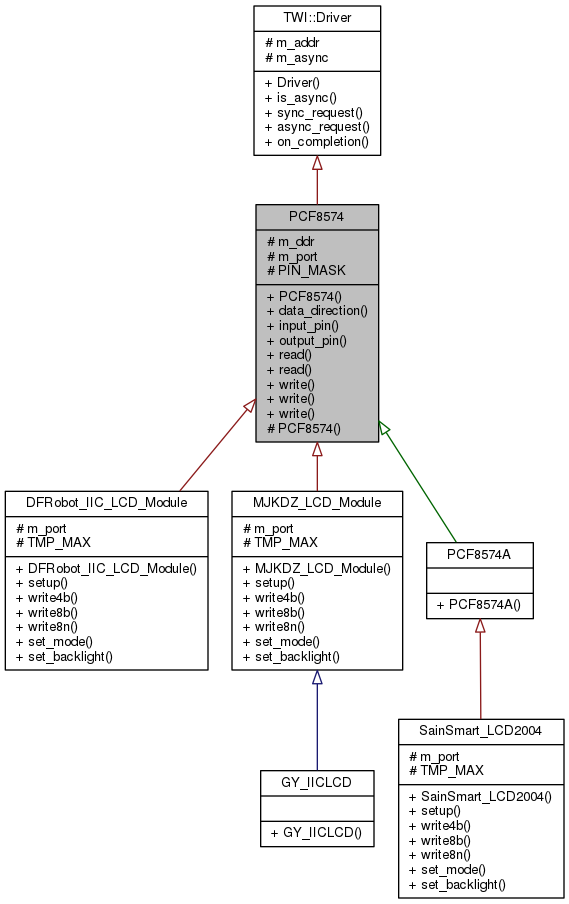 TWI::Driver
# m_addr
# m_async
+ Driver()
+ is_async()
+ sync_request()
+ async_request()
+ on_completion()
PCF8574
# m_ddr
# m_port
# PIN_MASK
+ PCF8574()
+ data_direction()
+ input_pin()
+ output_pin()
+ read()
+ read()
+ write()
+ write()
+ write()
# PCF8574()
DFRobot_IIC_LCD_Module
# m_port
# TMP_MAX
+ DFRobot_IIC_LCD_Module()
+ setup()
+ write4b()
+ write8b()
+ write8n()
+ set_mode()
+ set_backlight()
MJKDZ_LCD_Module
# m_port
# TMP_MAX
+ MJKDZ_LCD_Module()
+ setup()
+ write4b()
+ write8b()
+ write8n()
+ set_mode()
+ set_backlight()
PCF8574A
+ PCF8574A()
GY_IICLCD
+ GY_IICLCD()
SainSmart_LCD2004
# m_port
# TMP_MAX
+ SainSmart_LCD2004()
+ setup()
+ write4b()
+ write8b()
+ write8n()
+ set_mode()
+ set_backlight()